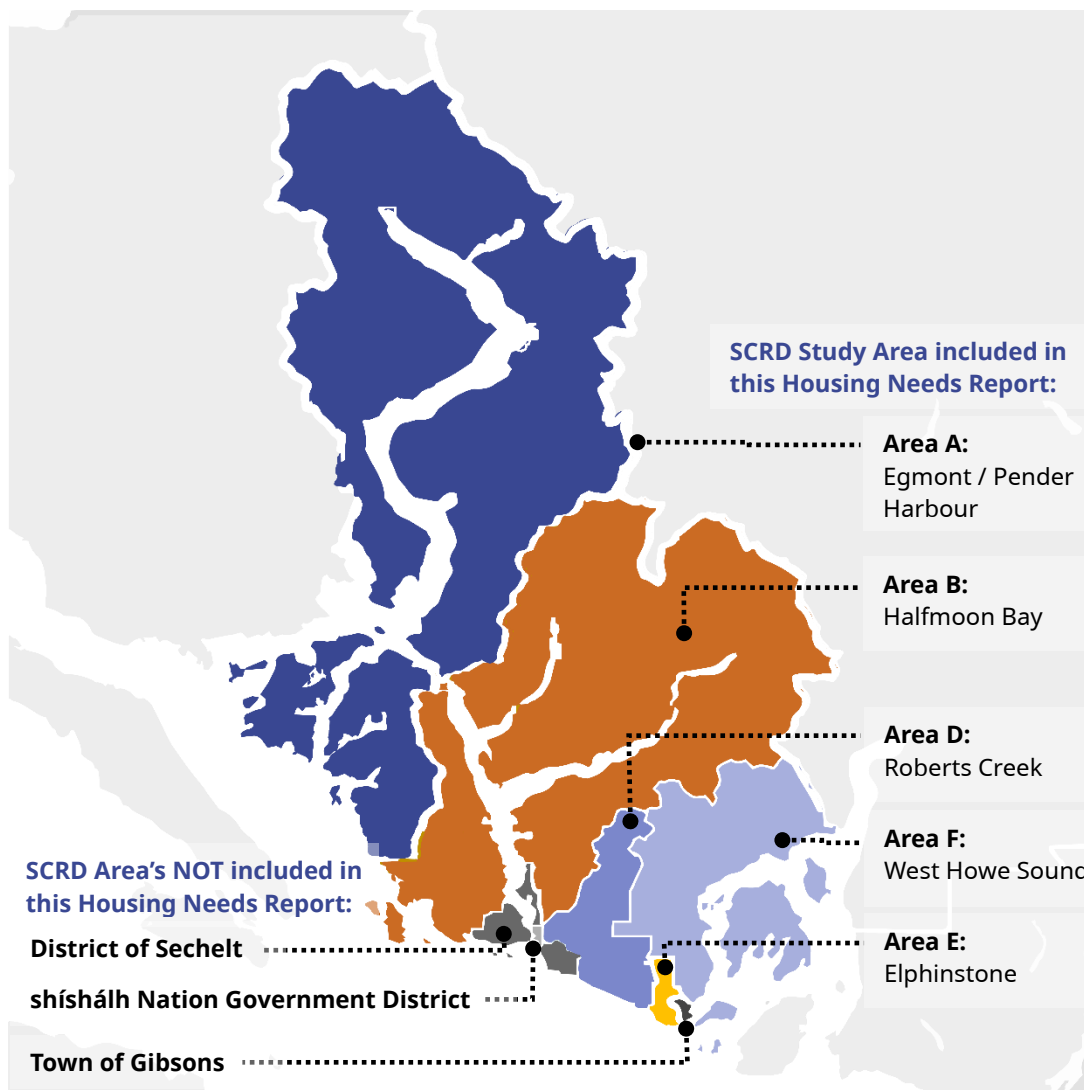 SCRD Study Area included in
this Housing Needs Report:
Area A:
Egmont / Pender
Harbour
Area B:
Halfmoon Bay
Area D:
Roberts Creek
Area F:
West Howe Sound
Area E:
Elphinstone
SCRD Area’s NOT included in
this Housing Needs Report:
District of Sechelt
shíshálh Nation Government District
Town of Gibsons